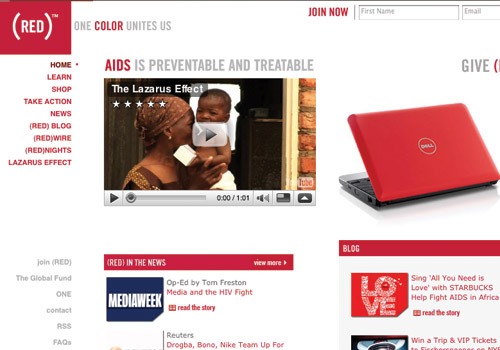 (RED)™
ONE COLOR UNITES US
JOIN NOW
First Name
Email
HOME
LEARN
SHOP
TAKE ACTION
NEWS
(RED) BLOG
(RED)WIRE
(RED)NIGHTS
LAZARUS EFFECT
AIDS IS PREVENTABLE AND TREATABLE
The Lazarus Effect
0:00 / 1:01
GIVE (
DELL
join (RED)
The Global Fund
ONE
contact
RSS
FAQs
(RED) IN THE NEWS
view more
MEDIAWEEK
Op-Ed by Tom Freston
Media and the HIV Fight
read the story
Reuters
Drogba, Bono, Nike Team Up For
BLOG
LOVE
Sing 'All You Need is
Love' with STARBUCKS
Help Fight AIDS in Africa
read the story
Win a Trip & VIP Tickets